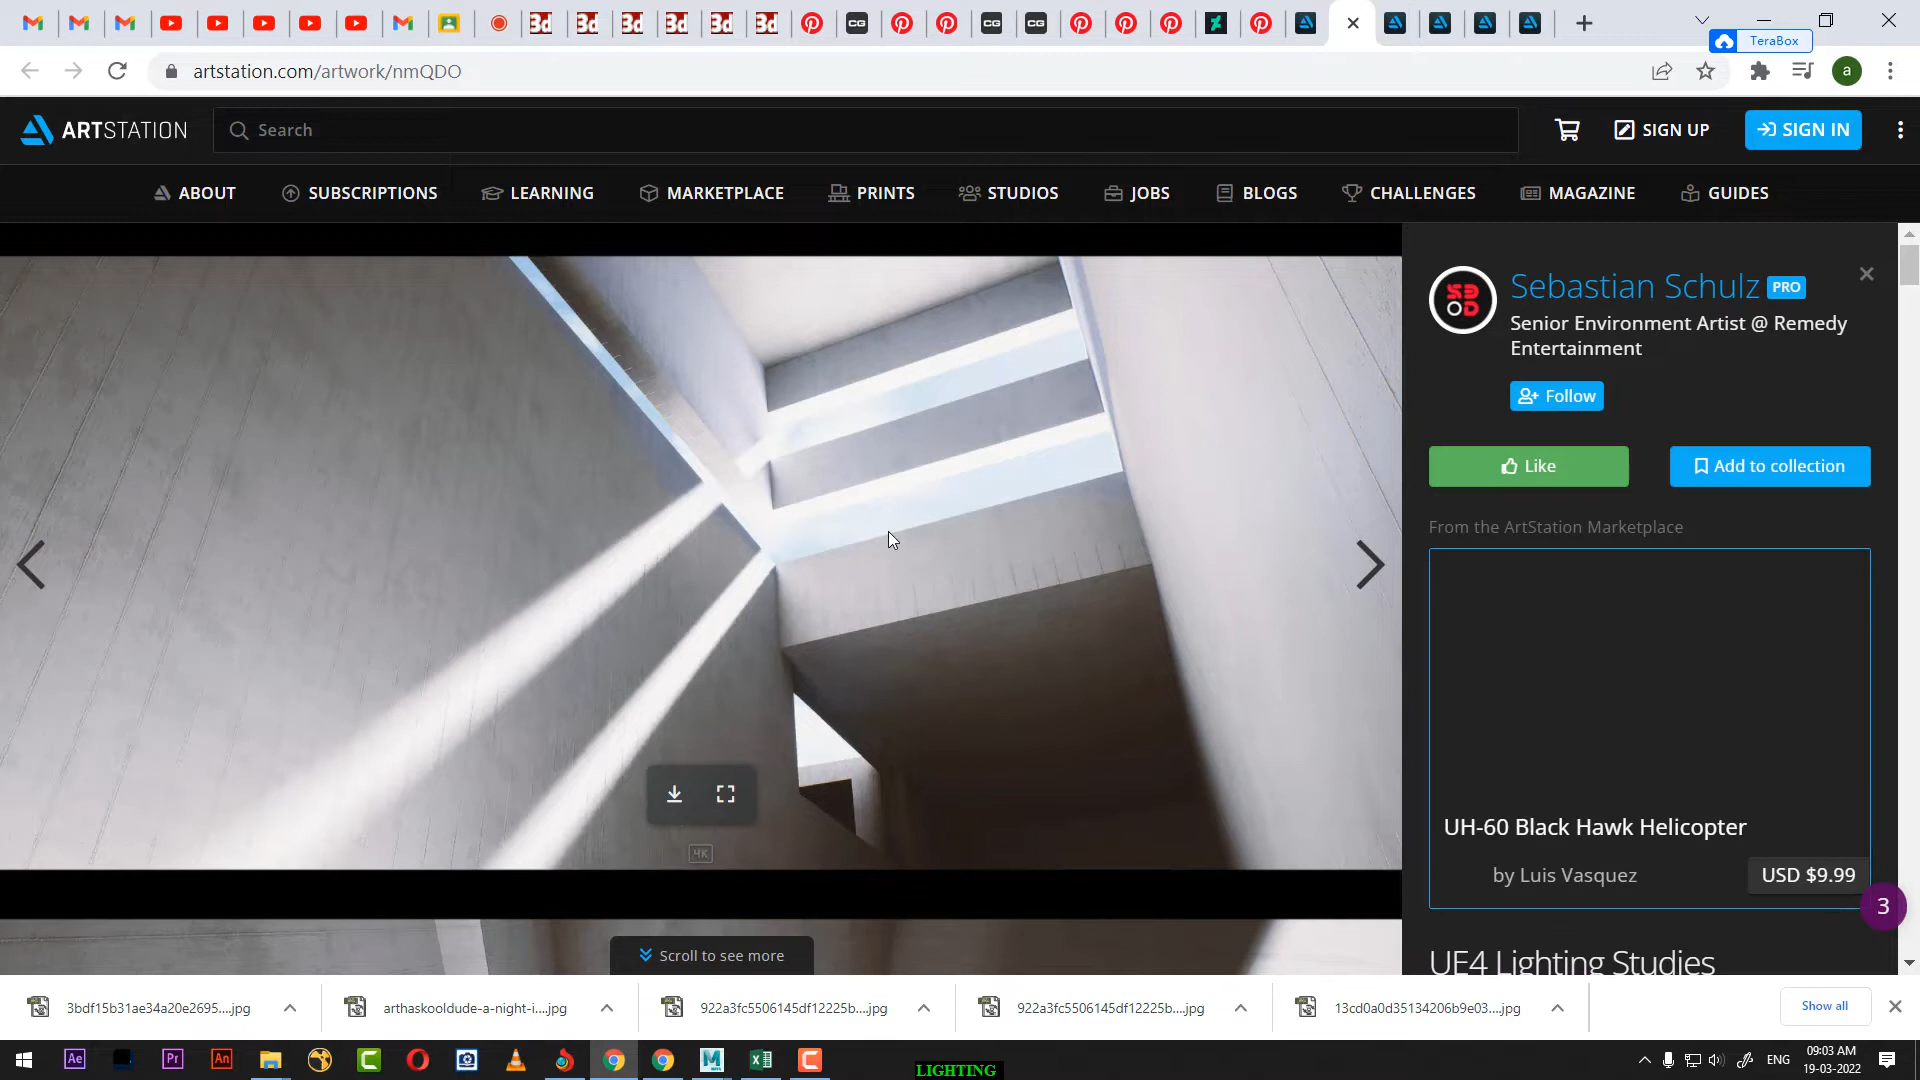 TeraBox
artstation.com/artwork/nmQDO
a
ARTSTATION
Search
SIGN UP
SIGN IN
ABOUT
SUBSCRIPTIONS
LEARNING
MARKETPLACE
PRINTS
STUDIOS
JOBS
BLOGS
CHALLENGES
MAGAZINE
GUIDES
Sebastian Schulz PRO
Senior Environment Artist @ Remedy
Entertainment
Follow
Like
Add to collection
From the ArtStation Marketplace
UH-60 Black Hawk Helicopter
by Luis Vasquez
USD $9.99
3
UE4 Lighting Studies
4K
Scroll to see more
3bdf15b31ae34a20e2695....jpg
arthaskooldude-a-night-i....jpg
922a3fc5506145df12225b....jpg
922a3fc5506145df12225b....jpg
13cd0a0d35134206b9e03....jpg
Show all
Ae
Pr
An
LIGHTING
ENG
09:03 AM
19-03-2022